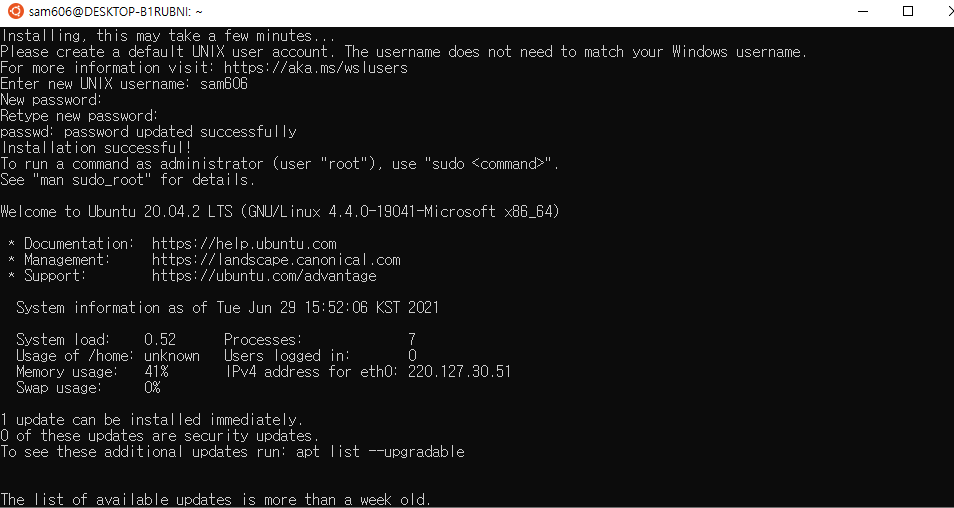 sam606@DESKTOP-B1RUBNI: ~
Installing, this may take a few minutes...
Please create a default UNIX user account. The username does not need to match your Windows username.
For more information visit: https://aka.ms/wslusers
Enter new UNIX username: sam606
New password:
Retype new password:
passwd: password updated successfully
Installation successful!
To run a command as administrator (user "root"), use "sudo <command>".
See "man sudo_root" for details.
Welcome to Ubuntu 20.04.2 LTS (GNU/Linux 4.4.0-19041-Microsoft x86_64)
* Documentation:  https://help.ubuntu.com
* Management:     https://landscape.canonical.com
* Support:        https://ubuntu.com/advantage
System information as of Tue Jun 29 15:52:06 KST 2021
System load:    0.52      Processes:              7
Usage of /home: unknown   Users logged in:        0
Memory usage:   41%       IPv4 address for eth0: 220.127.30.51
Swap usage:     0%
1 update can be installed immediately.
0 of these updates are security updates.
To see these additional updates run: apt list --upgradable
The list of available updates is more than a week old.